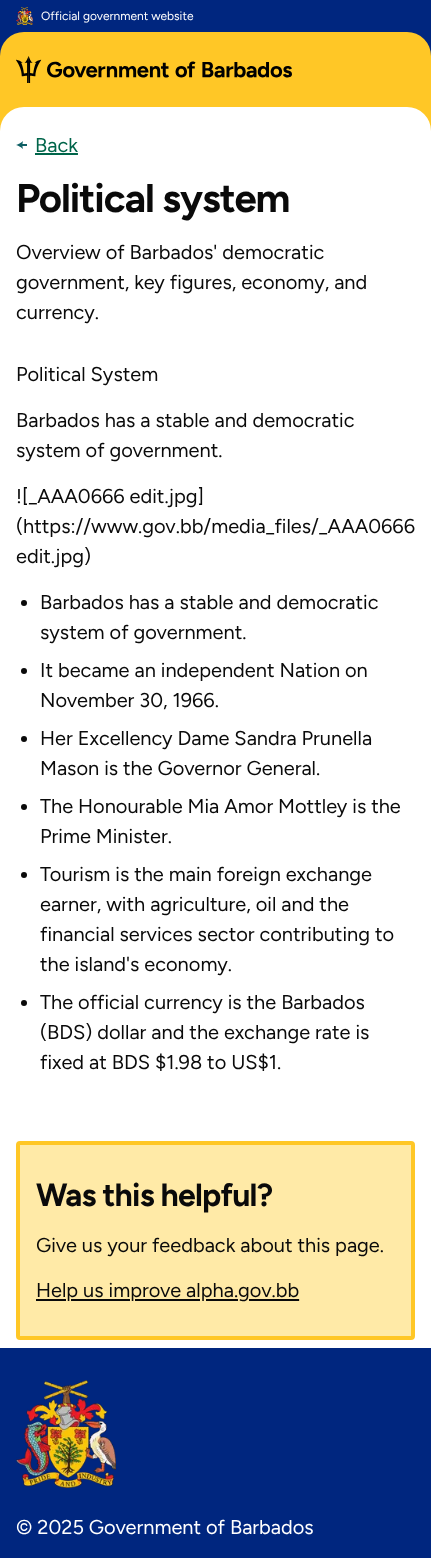 Official government website
Government of Barbados
Back
Political system
Overview of Barbados' democratic
government, key figures, economy, and
currency.
Political System
Barbados has a stable and democratic
system of government.
![_AAA0666 edit.jpg]
(https://www.gov.bb/media_files/_AAA0666
edit.jpg)
• Barbados has a stable and democratic
system of government.
• It became an independent Nation on
November 30, 1966.
• Her Excellency Dame Sandra Prunella
Mason is the Governor General.
• The Honourable Mia Amor Mottley is the
Prime Minister.
• Tourism is the main foreign exchange
earner, with agriculture, oil and the
financial services sector contributing to
the island's economy.
• The official currency is the Barbados
(BDS) dollar and the exchange rate is
fixed at BDS $1.98 to US$1.
Was this helpful?
Give us your feedback about this page.
Help us improve alpha.gov.bb
PRIDE AND INDUSTRY
© 2025 Government of Barbados